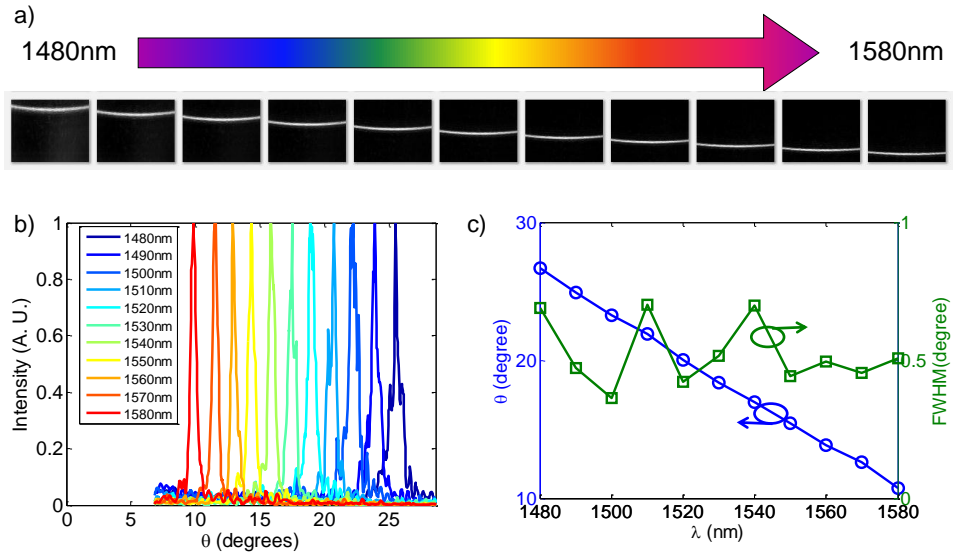 a)
1480nm
1580nm
b)
1
0.8
0.6
0.4
0.2
0
Intensity (A. U.)
1480nm
1490nm
1500nm
1510nm
1520nm
1530nm
1540nm
1550nm
1560nm
1570nm
1580nm
0
5
10
15
20
25
θ (degrees)
c)
30
20
10
θ (degree)
1
0.5
0
FWHM(degree)
1480
1500
1520
1540
1560
1580
λ (nm)